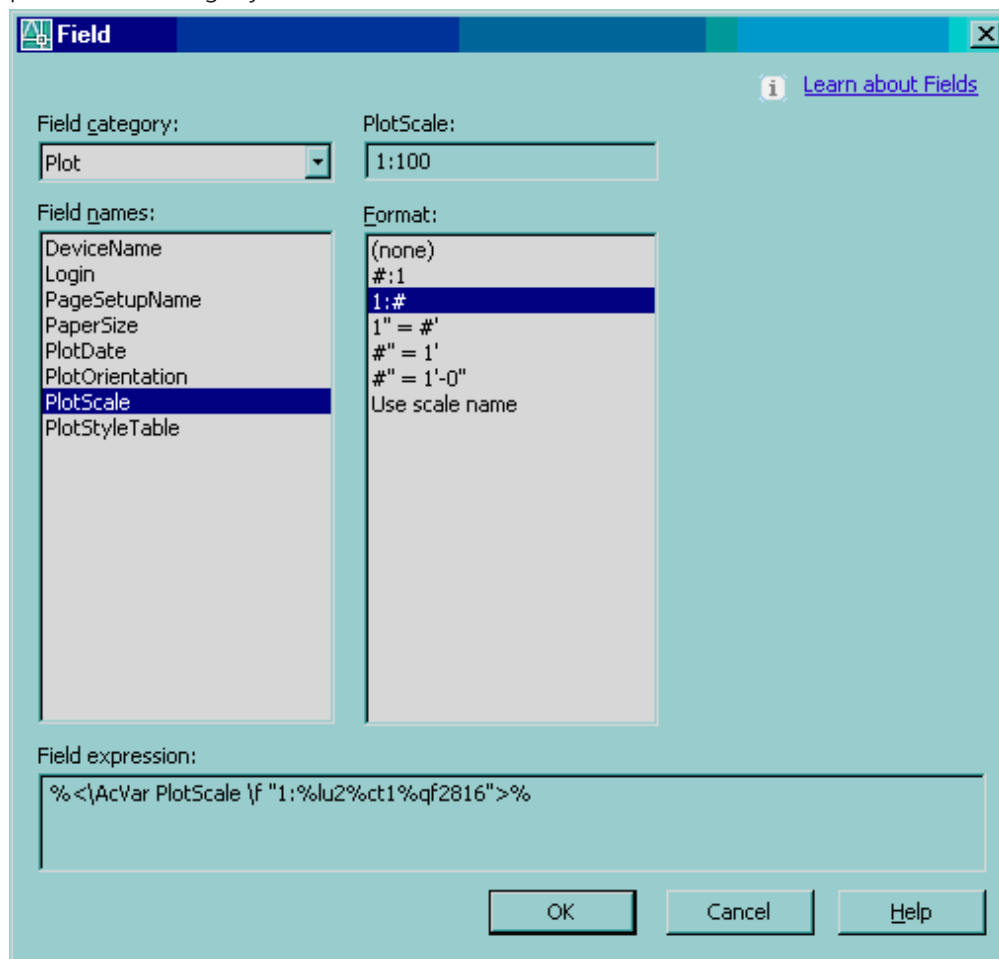 Field
Learn about Fields
Field category:
Plot
PlotScale:
1:100
Field names:
DeviceName
Login
PageSetupName
PaperSize
PlotDate
PlotOrientation
PlotScale
PlotStyleTable
Format:
(none)
#:1
1:#
1" = #'
#" = 1'
#" = 1'-0"
Use scale name
Field expression:
%<\AcVar PlotScale \f "1:%lu2%ct1%qf2816">%
OK
Cancel
Help